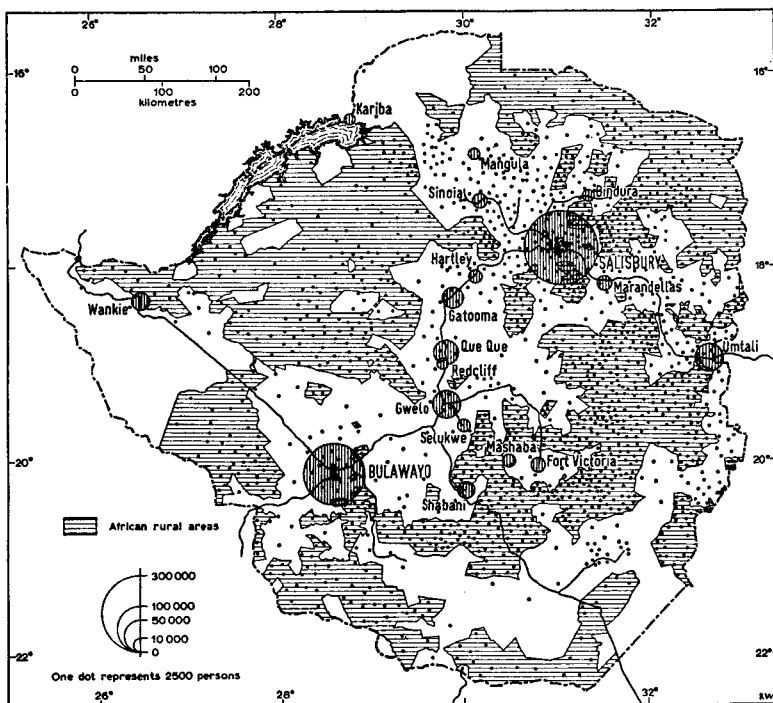 26° 28° 30° 32°
16° 16°
miles
0 50 100
0 100 200
kilometres
Kariba
Mangula
Sinoia
Bindura
18° 18°
SALISBURY
Hartley
Marandellas
Wankie
Gatooma
Que Que
Umtali
Redcliff
Gwelo
Selukwe
Mashaba
20° 20°
BULAWAYO
Fort Victoria
Shabani
African rural areas
300 000
100 000
50 000
10 000
0
22° 22°
One dot represents 2500 persons
26° 28° 32°